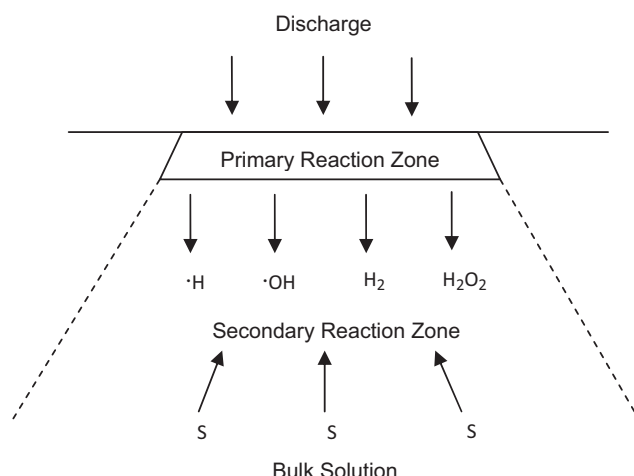 Discharge
Primary Reaction Zone
·H ·OH H₂ H₂O₂
Secondary Reaction Zone
S S S
Bulk Solution